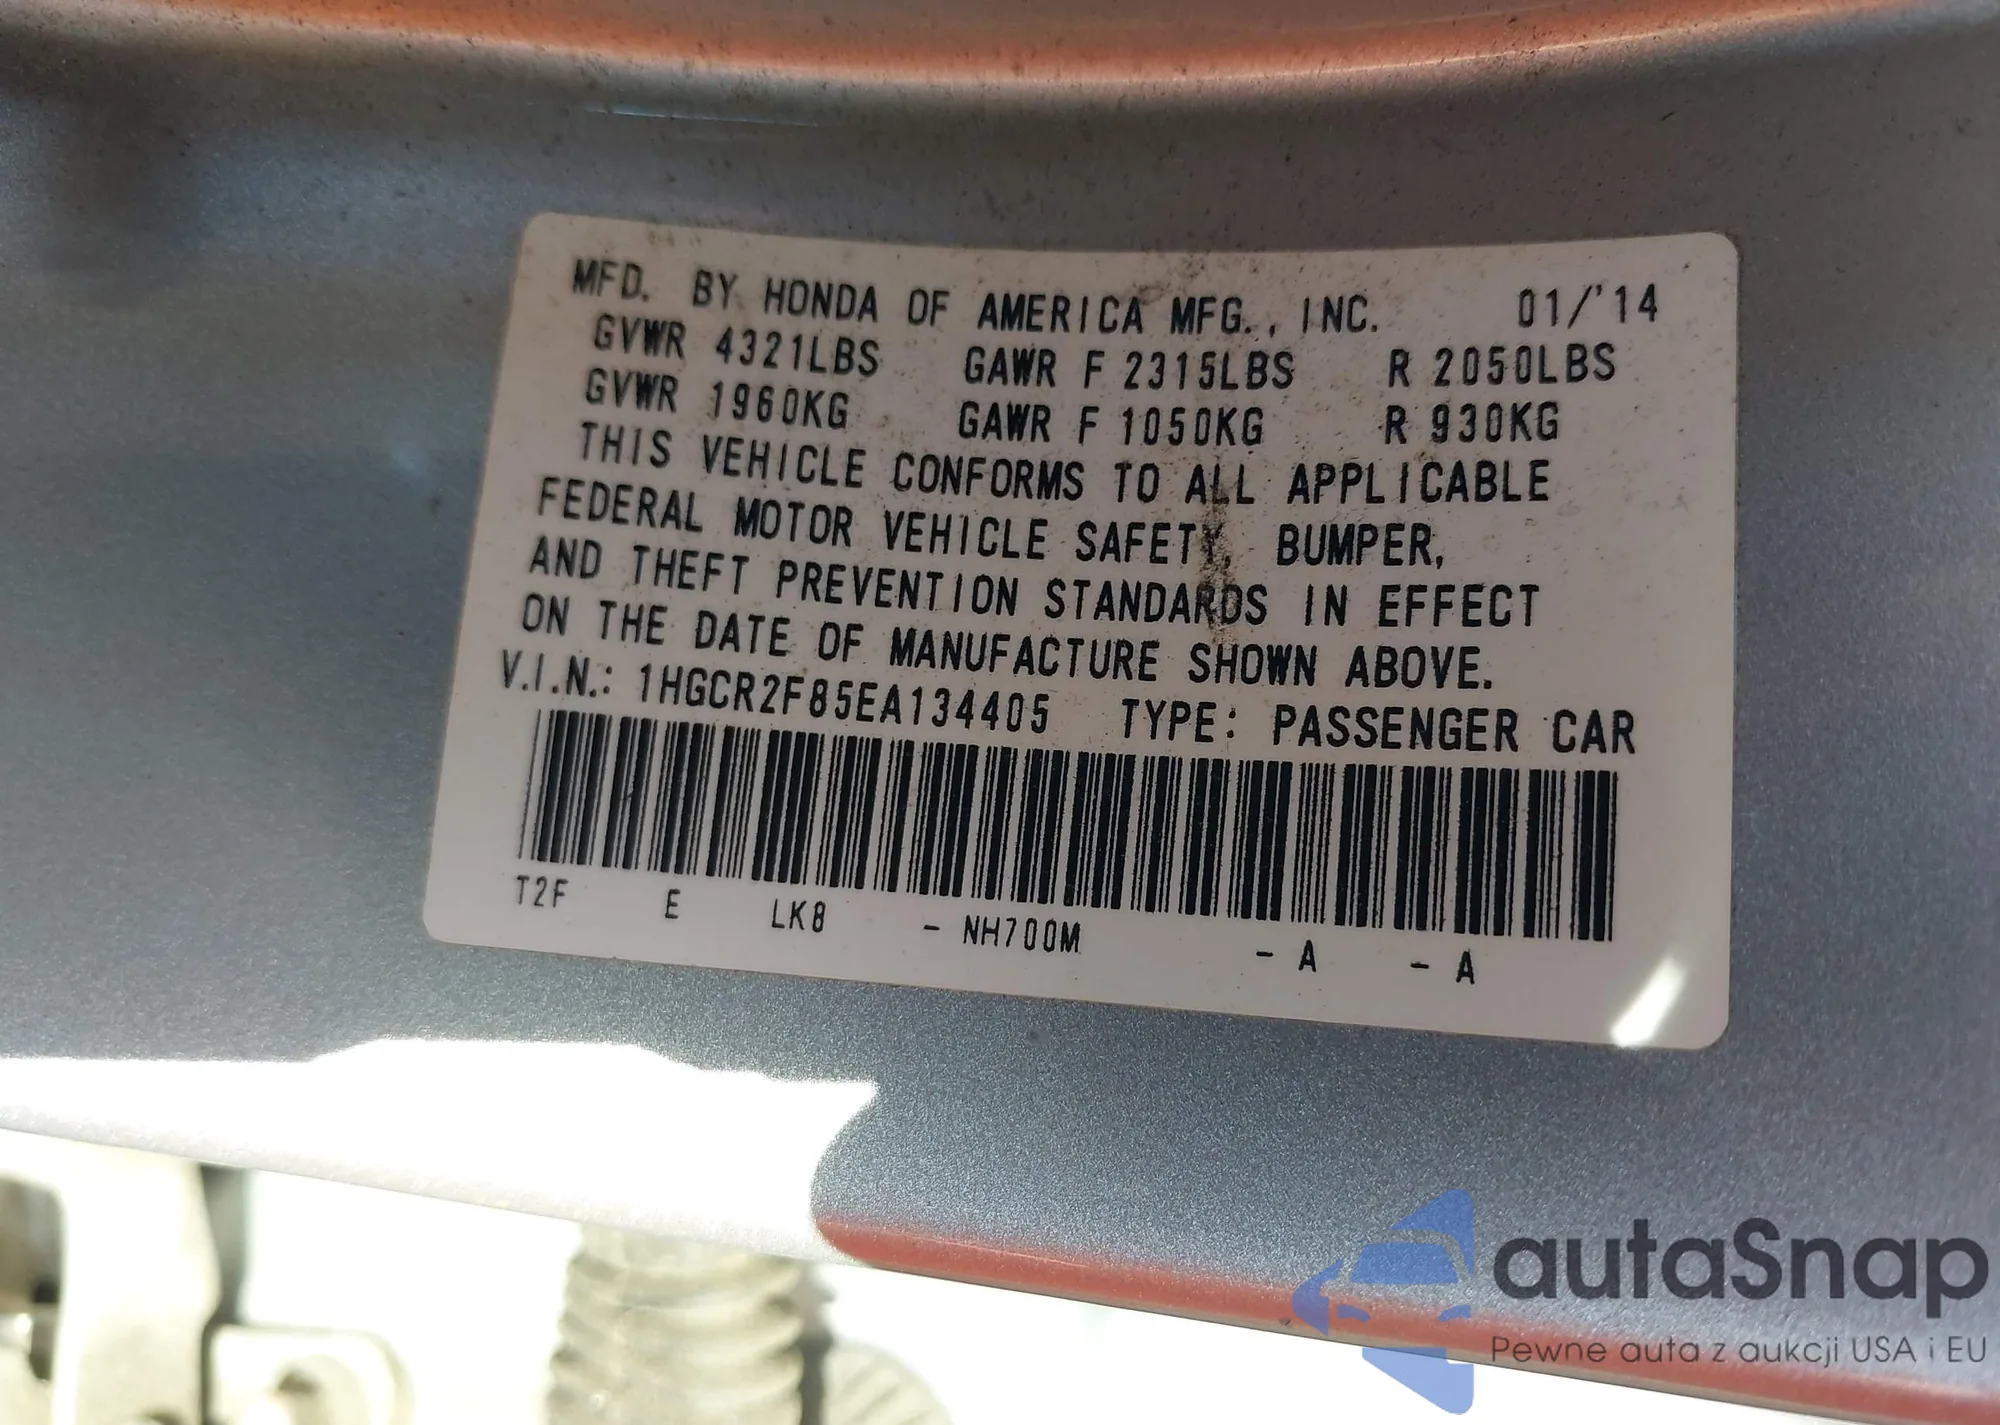 MFD. BY HONDA OF AMERICA MFG., INC. 01/'14
GVWR 4321LBS GAWR F 2315LBS R 2050LBS
GVWR 1960KG GAWR F 1050KG R 930KG
THIS VEHICLE CONFORMS TO ALL APPLICABLE
FEDERAL MOTOR VEHICLE SAFETY, BUMPER,
AND THEFT PREVENTION STANDARDS IN EFFECT
ON THE DATE OF MANUFACTURE SHOWN ABOVE.
V.I.N.: 1HGCR2F85EA134405 TYPE: PASSENGER CAR
T2F E LK8 - NH700M - A - A
autaSnap
Pewne auta z aukcji USA i EU